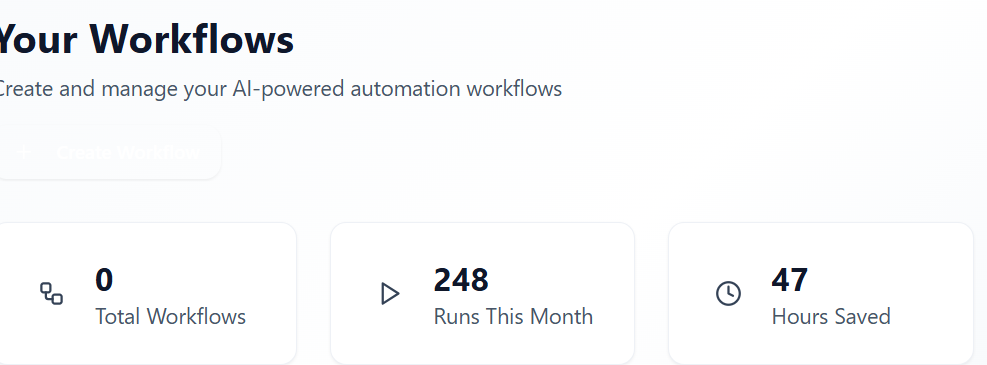 Your Workflows
Create and manage your AI-powered automation workflows
Create Workflow
0
Total Workflows
248
Runs This Month
47
Hours Saved